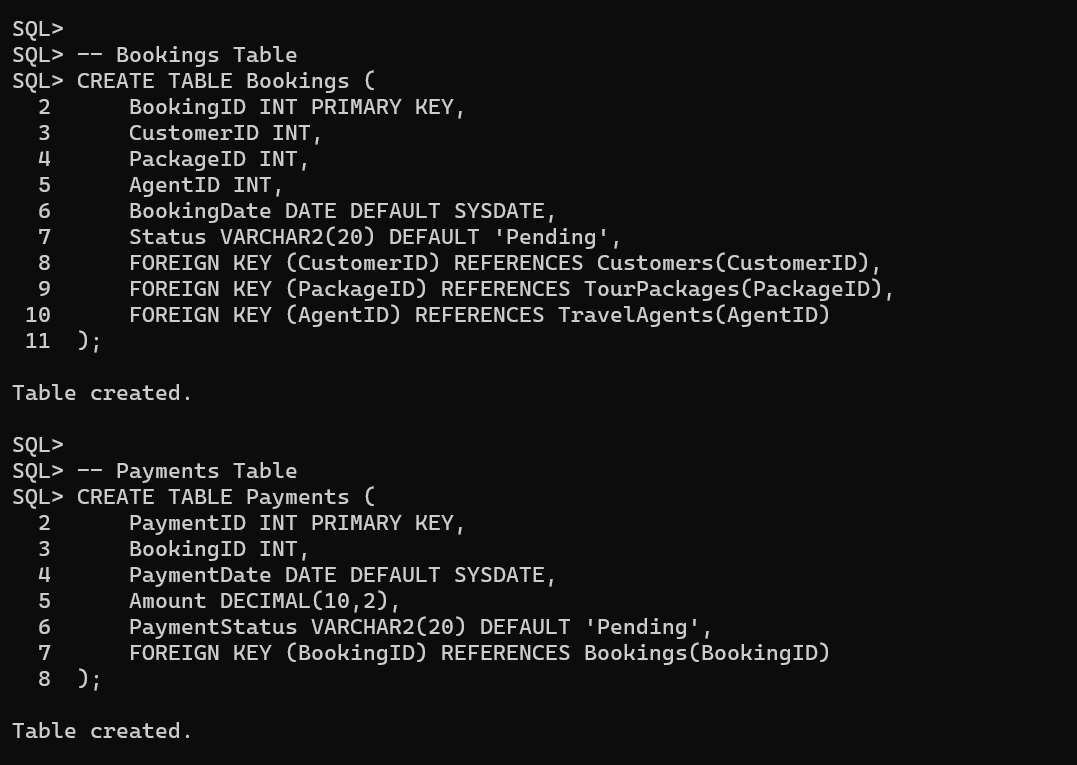 SQL>
SQL> -- Bookings Table
SQL> CREATE TABLE Bookings (
  2      BookingID INT PRIMARY KEY,
  3      CustomerID INT,
  4      PackageID INT,
  5      AgentID INT,
  6      BookingDate DATE DEFAULT SYSDATE,
  7      Status VARCHAR2(20) DEFAULT 'Pending',
  8      FOREIGN KEY (CustomerID) REFERENCES Customers(CustomerID),
  9      FOREIGN KEY (PackageID) REFERENCES TourPackages(PackageID),
 10      FOREIGN KEY (AgentID) REFERENCES TravelAgents(AgentID)
 11  );

Table created.

SQL>
SQL> -- Payments Table
SQL> CREATE TABLE Payments (
  2      PaymentID INT PRIMARY KEY,
  3      BookingID INT,
  4      PaymentDate DATE DEFAULT SYSDATE,
  5      Amount DECIMAL(10,2),
  6      PaymentStatus VARCHAR2(20) DEFAULT 'Pending',
  7      FOREIGN KEY (BookingID) REFERENCES Bookings(BookingID)
  8  );

Table created.